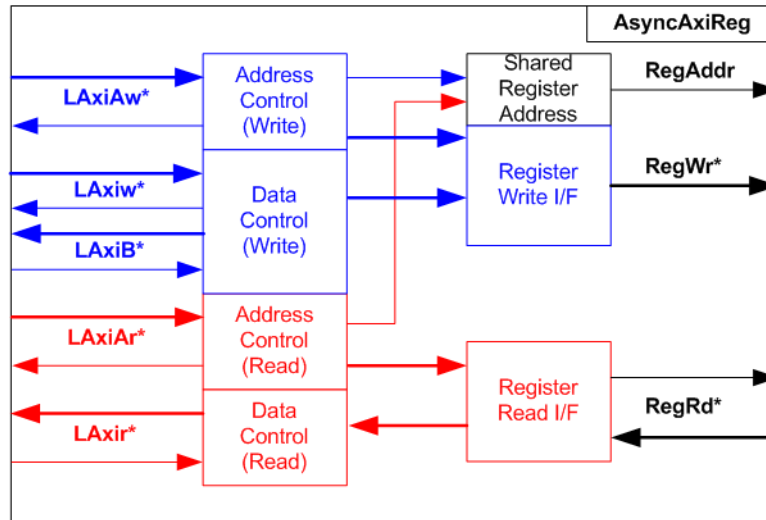 AsyncAxiReg
LAxiAw*
Address
Control
(Write)
Shared
Register
Address
RegAddr
LAxiw*
LAxiB*
Data
Control
(Write)
Register
Write I/F
RegWr*
LAxiAr*
Address
Control
(Read)
LAxir*
Data
Control
(Read)
Register
Read I/F
RegRd*